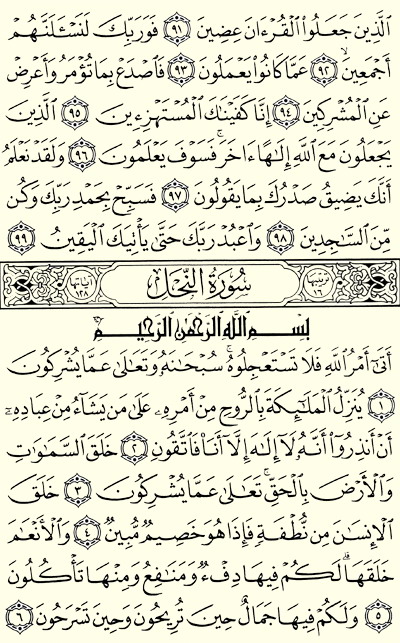 ٱلَّذِينَ جَعَلُوا۟ ٱلْقُرْءَانَ عِضِينَ ٩١ فَوَرَبِّكَ لَنَسْـَٔلَنَّهُمْ
أَجْمَعِينَ ٩٢ عَمَّا كَانُوا۟ يَعْمَلُونَ ٩٣ فَٱصْدَعْ بِمَا تُؤْمَرُ وَأَعْرِضْ
عَنِ ٱلْمُشْرِكِينَ ٩٤ إِنَّا كَفَيْنَـٰكَ ٱلْمُسْتَهْزِءِينَ ٩٥ ٱلَّذِينَ
يَجْعَلُونَ مَعَ ٱللَّهِ إِلَـٰهًا ءَاخَرَ ۚ فَسَوْفَ يَعْلَمُونَ ٩٦ وَلَقَدْ نَعْلَمُ
أَنَّكَ يَضِيقُ صَدْرُكَ بِمَا يَقُولُونَ ٩٧ فَسَبِّحْ بِحَمْدِ رَبِّكَ وَكُن
مِّنَ ٱلسَّـٰجِدِينَ ٩٨ وَٱعْبُدْ رَبَّكَ حَتَّىٰ يَأْتِيَكَ ٱلْيَقِينُ ٩٩
ترتيبها ١٦ سُورَةُ النَّحْلِ آياتها ١٢٨
بِسْمِ ٱللَّهِ ٱلرَّحْمَـٰنِ ٱلرَّحِيمِ
أَتَىٰٓ أَمْرُ ٱللَّهِ فَلَا تَسْتَعْجِلُوهُ ۚ سُبْحَـٰنَهُۥ وَتَعَـٰلَىٰ عَمَّا يُشْرِكُونَ
١ يُنَزِّلُ ٱلْمَلَـٰٓئِكَةَ بِٱلرُّوحِ مِنْ أَمْرِهِۦ عَلَىٰ مَن يَشَآءُ مِنْ عِبَادِهِۦٓ
أَنْ أَنذِرُوٓا۟ أَنَّهُۥ لَآ إِلَـٰهَ إِلَّآ أَنَا۠ فَٱتَّقُونِ ٢ خَلَقَ ٱلسَّمَـٰوَٰتِ
وَٱلْأَرْضَ بِٱلْحَقِّ ۚ تَعَـٰلَىٰ عَمَّا يُشْرِكُونَ ٣ خَلَقَ
ٱلْإِنسَـٰنَ مِن نُّطْفَةٍ فَإِذَا هُوَ خَصِيمٌ مُّبِينٌ ٤ وَٱلْأَنْعَـٰمَ
خَلَقَهَا ۗ لَكُمْ فِيهَا دِفْءٌ وَمَنَـٰفِعُ وَمِنْهَا تَأْكُلُونَ
٥ وَلَكُمْ فِيهَا جَمَالٌ حِينَ تُرِيحُونَ وَحِينَ تَسْرَحُونَ ٦